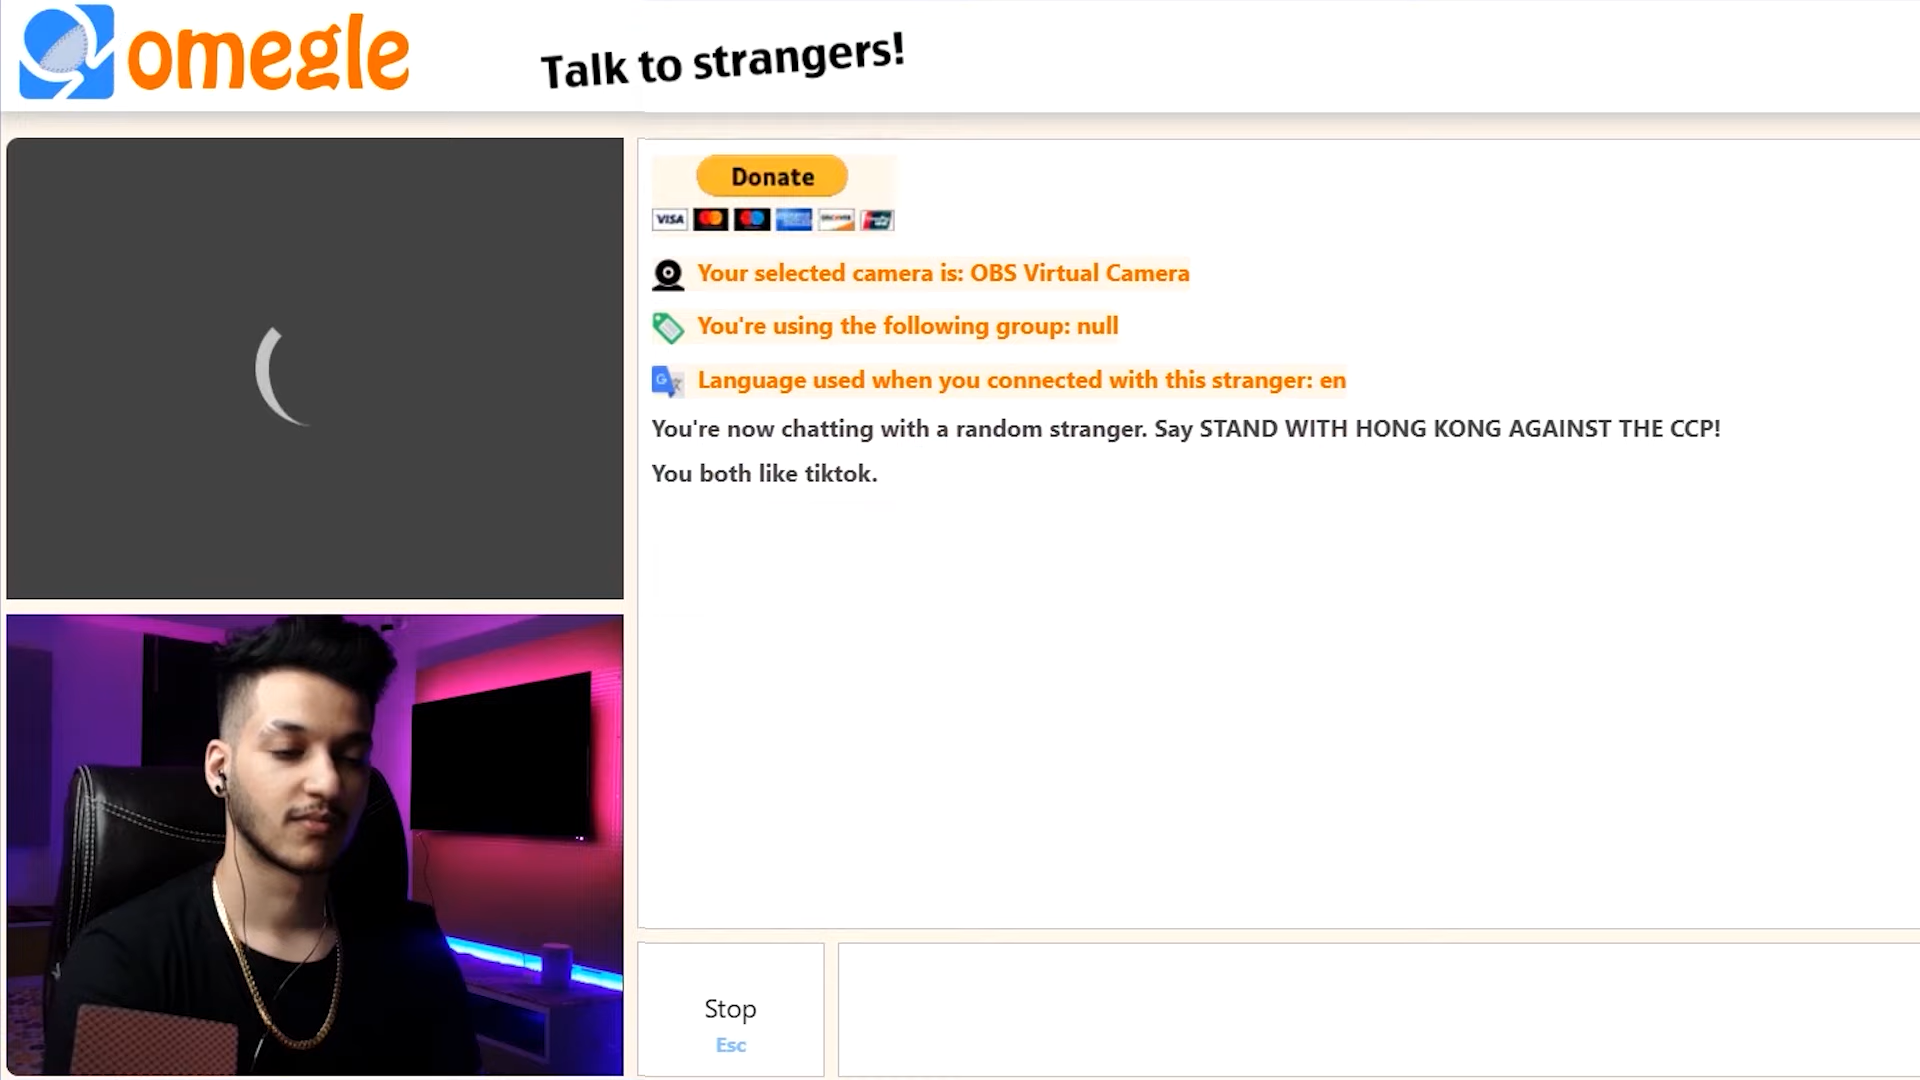 omegle
Talk to strangers!
Donate
VISA
DISCOVER
Your selected camera is: OBS Virtual Camera
You're using the following group: null
Language used when you connected with this stranger: en
You're now chatting with a random stranger. Say STAND WITH HONG KONG AGAINST THE CCP!
You both like tiktok.
Stop
Esc